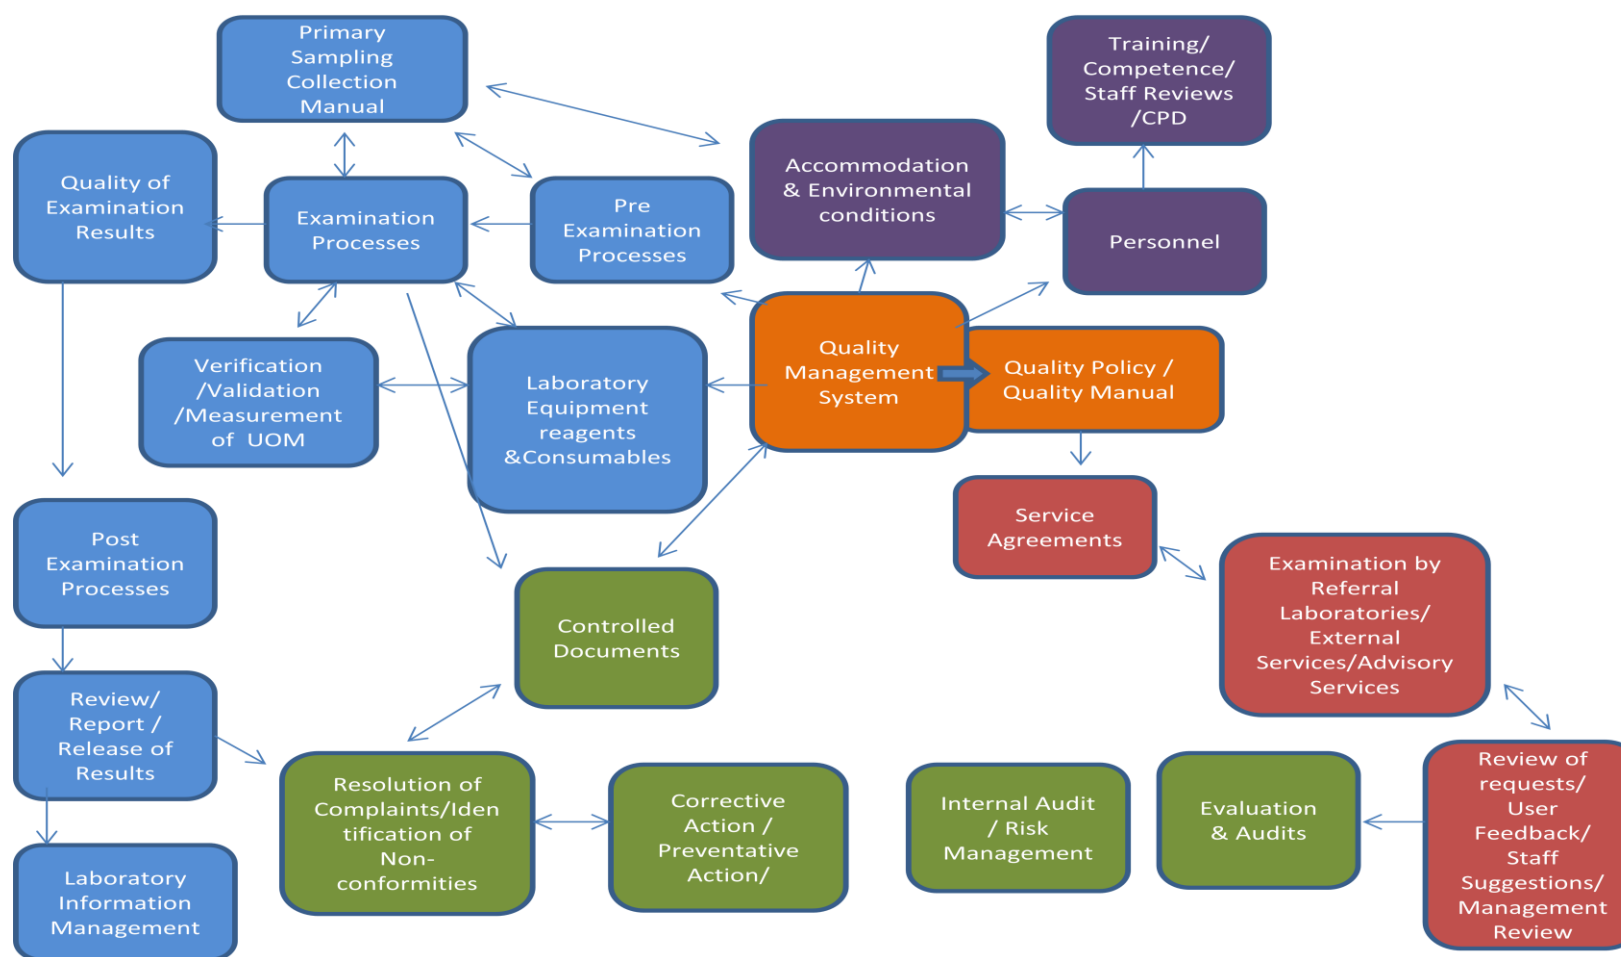 Primary
Sampling
Collection
Manual
Training/
Competence/
Staff Reviews
/CPD
Quality of
Examination
Results
Examination
Processes
Pre
Examination
Processes
Accommodation
& Environmental
conditions
Personnel
Verification
/Validation
/Measurement
of UOM
Laboratory
Equipment
reagents
&Consumables
Quality
Management
System
Quality Policy /
Quality Manual
Service
Agreements
Post
Examination
Processes
Controlled
Documents
Examination by
Referral
Laboratories/
External
Services/Advisory
Services
Review/
Report /
Release of
Results
Resolution of
Complaints/Iden
tification of
Non-
conformities
Corrective
Action /
Preventative
Action/
Internal Audit
/ Risk
Management
Evaluation
& Audits
Review of
requests/
User
Feedback/
Staff
Suggestions/
Management
Review
Laboratory
Information
Management